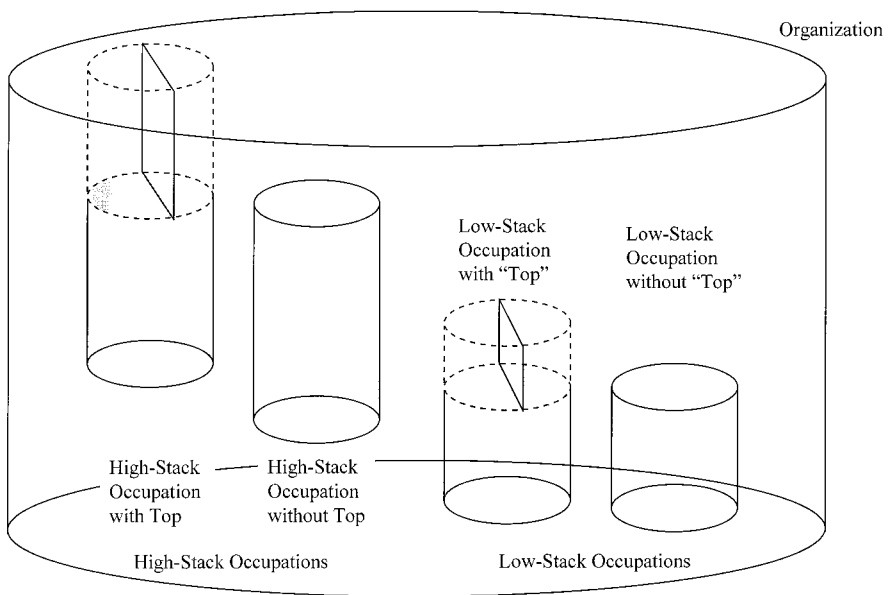 Organization
Low-Stack
Occupation
with “Top”
Low-Stack
Occupation
without “Top”
High-Stack
Occupation
with Top
High-Stack
Occupation
without Top
High-Stack Occupations
Low-Stack Occupations